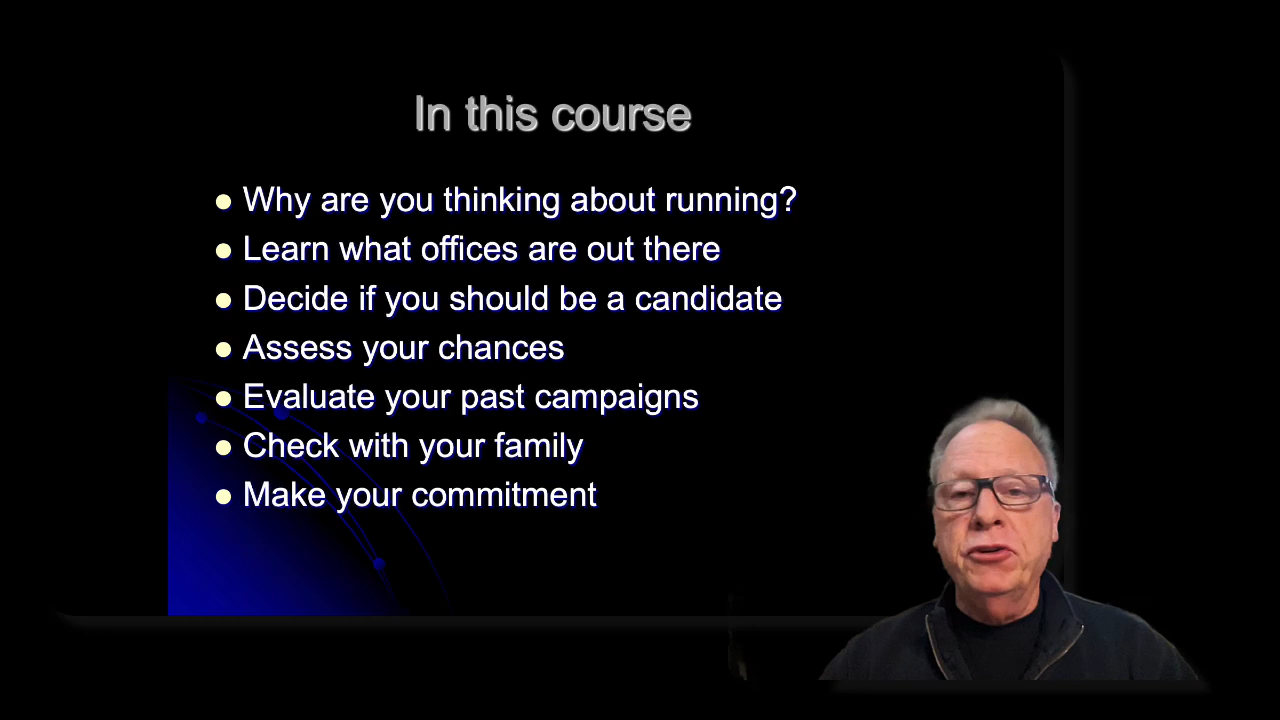 In this course
Why are you thinking about running?
Learn what offices are out there
Decide if you should be a candidate
Assess your chances
Evaluate your past campaigns
Check with your family
Make your commitment